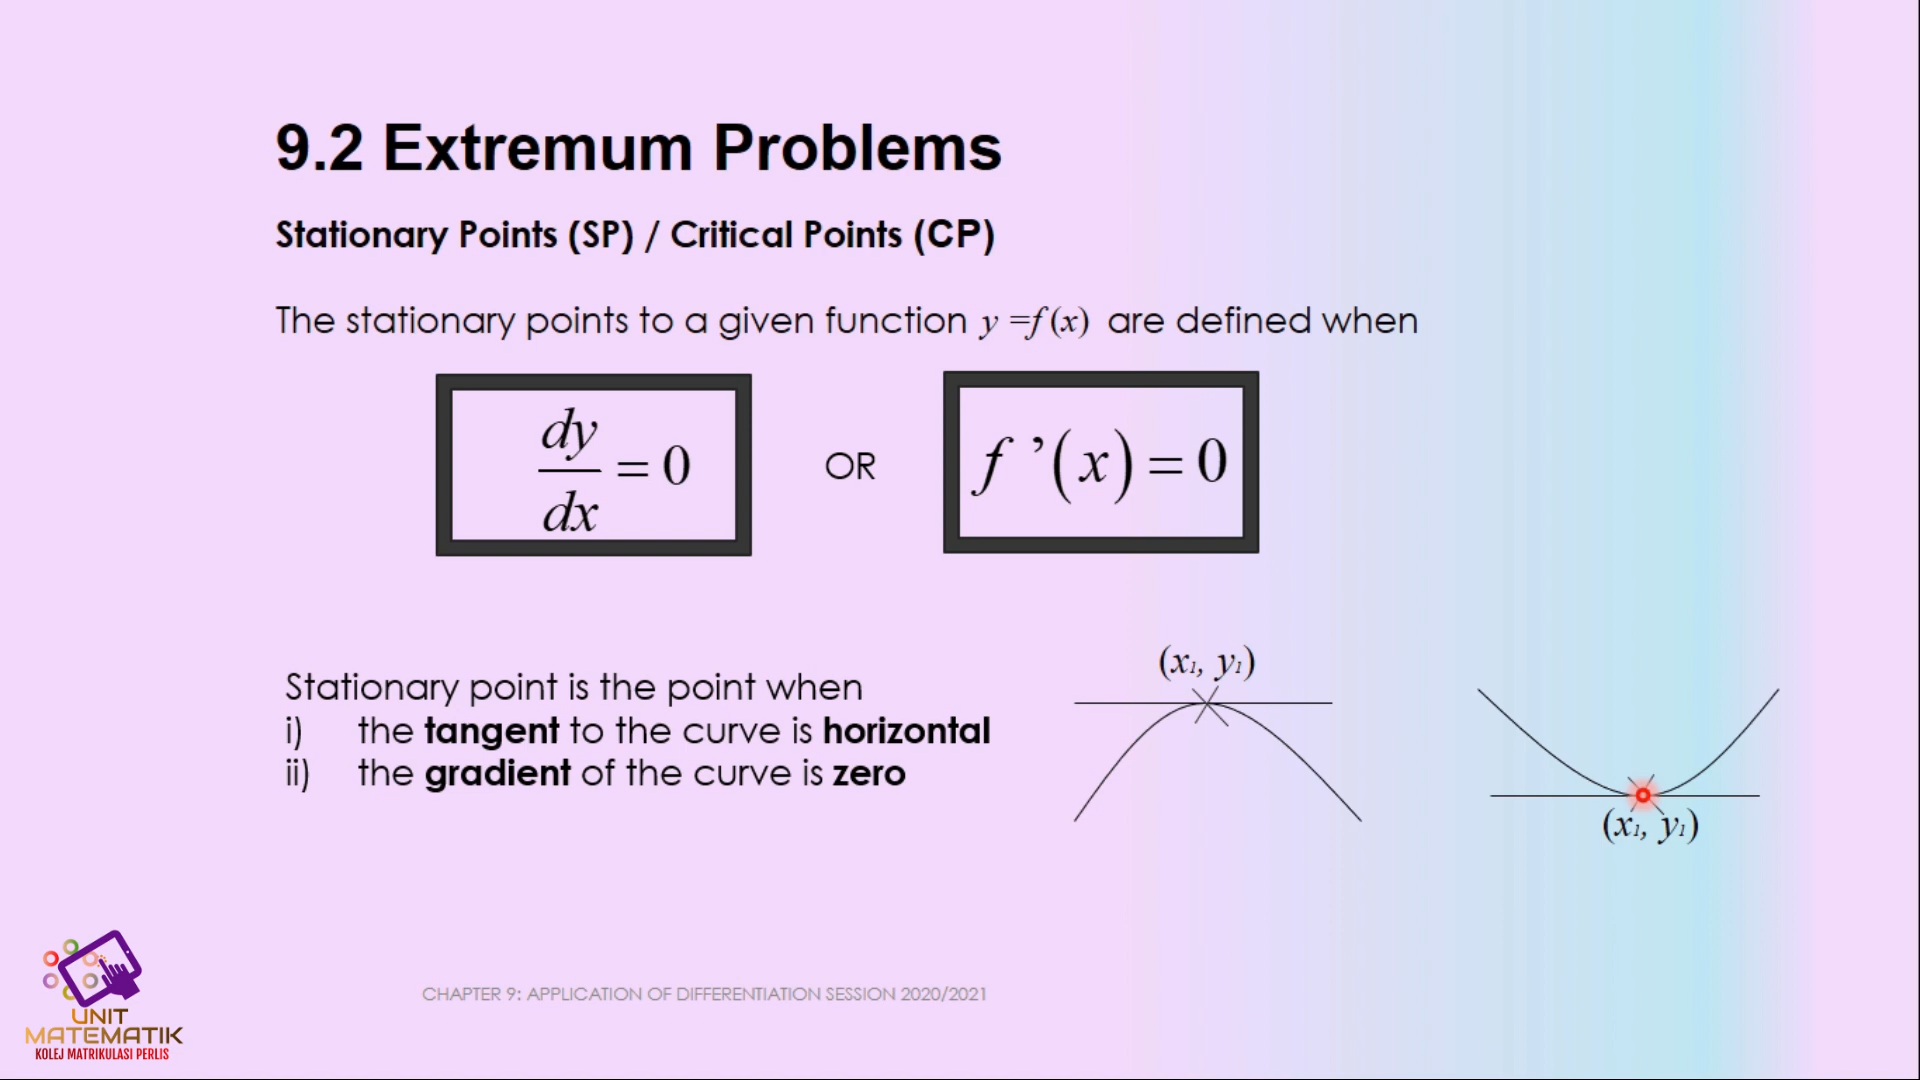 9.2 Extremum Problems
Stationary Points (SP) / Critical Points (CP)
The stationary points to a given function y =f (x) are defined when
dy/dx = 0
OR
f ’(x) = 0
Stationary point is the point when
i) the tangent to the curve is horizontal
ii) the gradient of the curve is zero
(x₁, y₁)
(x₁, y₁)
CHAPTER 9: APPLICATION OF DIFFERENTIATION SESSION 2020/2021
UNIT
MATEMATIK
KOLEJ MATRIKULASI PERLIS